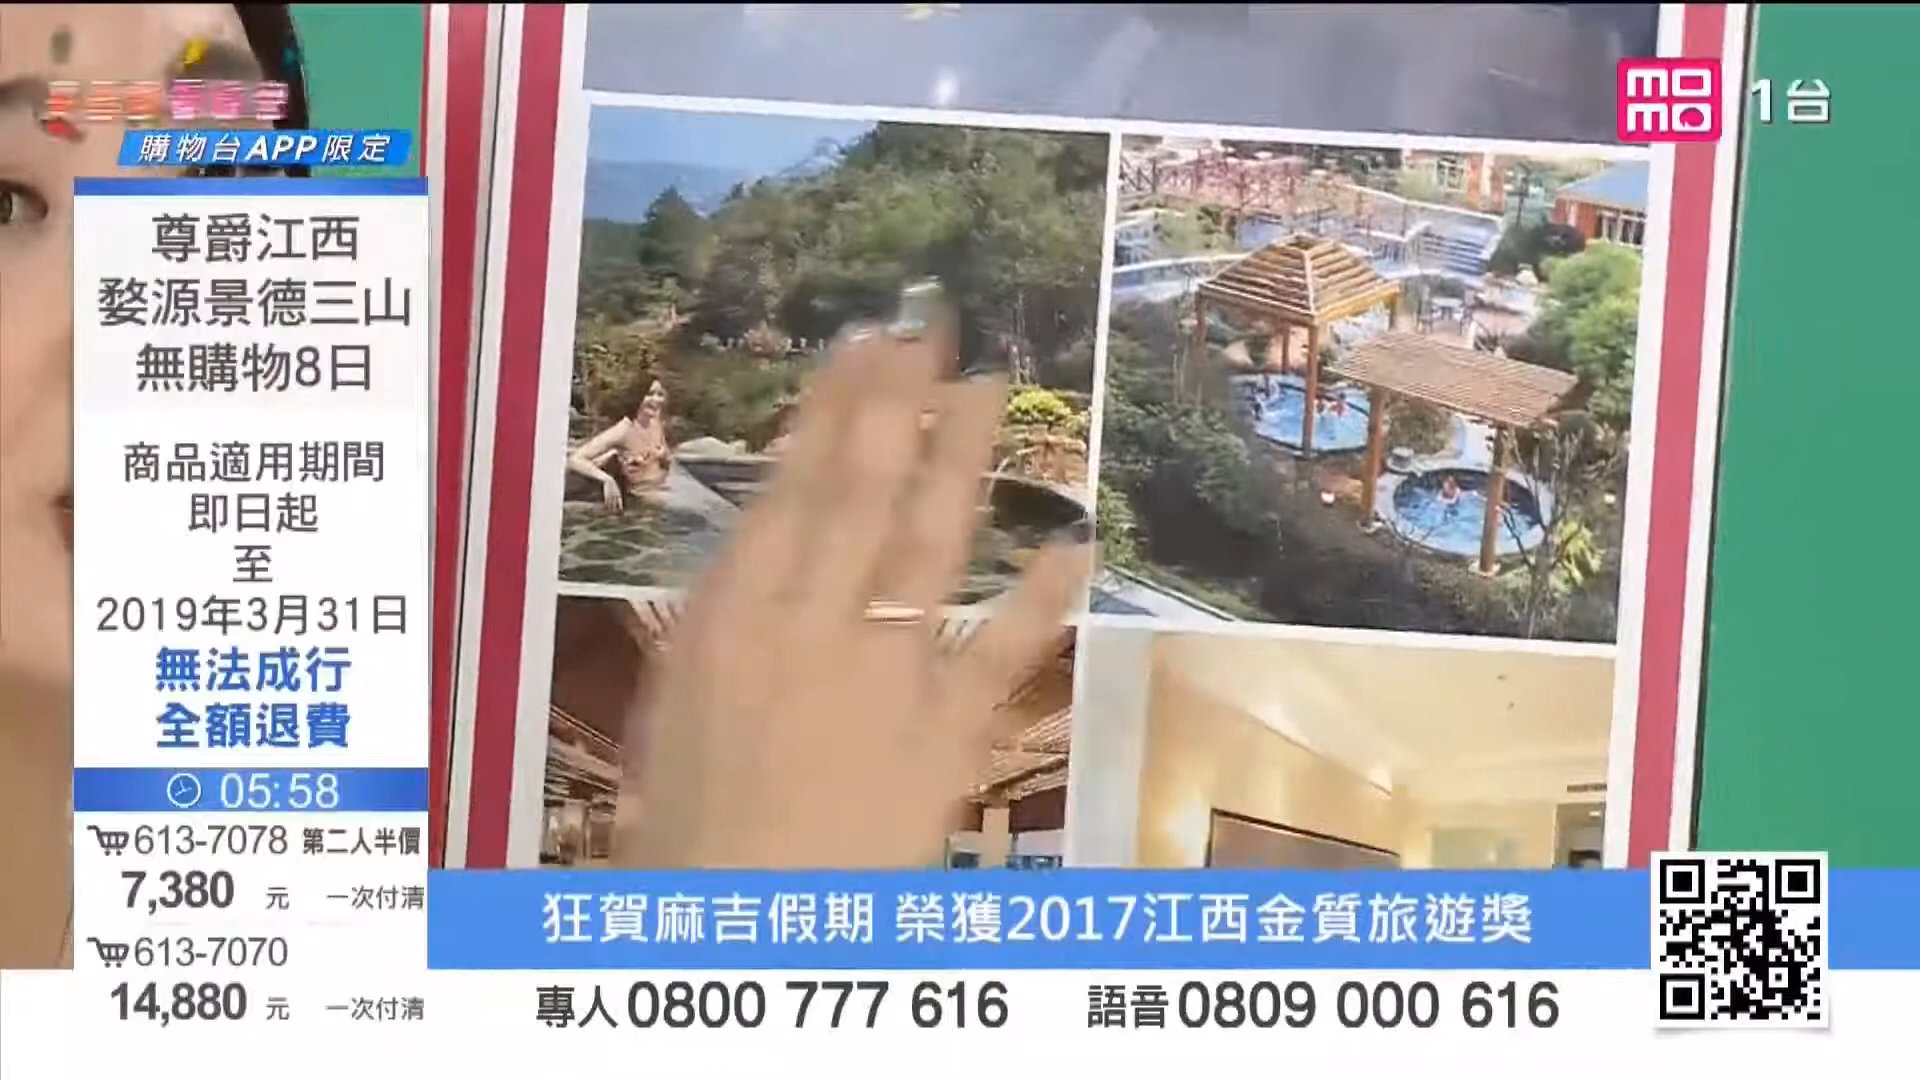 購物台APP限定
尊爵江西
婺源景德三山
無購物8日
商品適用期間
即日起
至
2019年3月31日
無法成行
全額退費
05:58
613-7078 第二人半價
7,380 元 一次付清
613-7070
14,880 元 一次付清
momo 1台
狂賀麻吉假期 榮獲2017江西金質旅遊獎
專人0800 777 616 語音0809 000 616